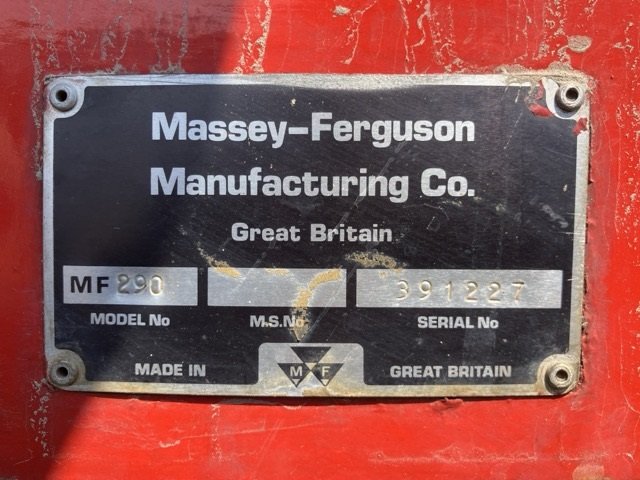 Massey-Ferguson
Manufacturing Co.
Great Britain
MF 290 391227
MODEL No M.S.No SERIAL No
MADE IN M F GREAT BRITAIN